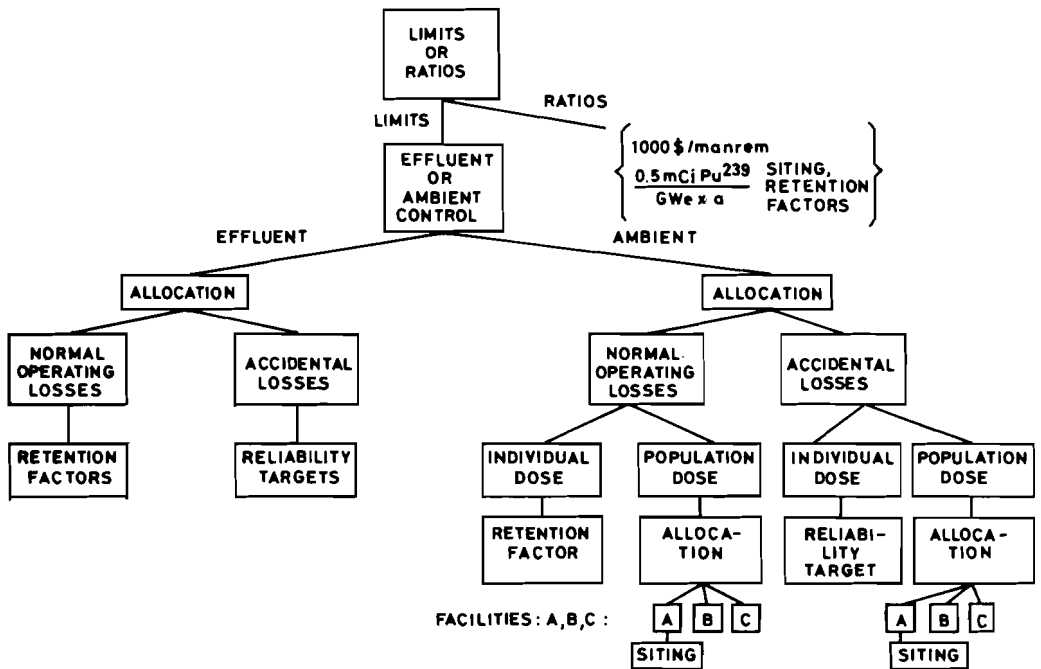 LIMITS
OR
RATIOS
RATIOS
LIMITS
1000 $/manrem
0.5 mCi Pu²³⁹
GWe x a
SITING,
RETENTION
FACTORS
EFFLUENT
OR
AMBIENT
CONTROL
EFFLUENT
AMBIENT
ALLOCATION
ALLOCATION
NORMAL
OPERATING
LOSSES
ACCIDENTAL
LOSSES
NORMAL
OPERATING
LOSSES
ACCIDENTAL
LOSSES
RETENTION
FACTORS
RELIABILITY
TARGETS
INDIVIDUAL
DOSE
POPULATION
DOSE
INDIVIDUAL
DOSE
POPULATION
DOSE
RETENTION
FACTOR
ALLOCA-
TION
RELIABI-
LITY
TARGET
ALLOCA-
TION
FACILITIES: A,B,C :
A
B
C
A
B
C
SITING
SITING